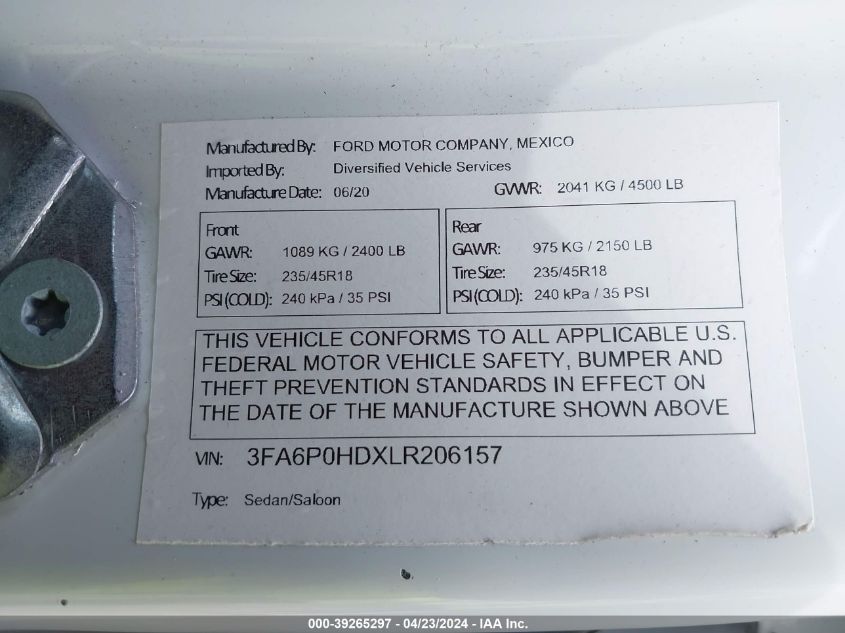 Manufactured By: FORD MOTOR COMPANY, MEXICO
Imported By: Diversified Vehicle Services
Manufacture Date: 06/20 GVWR: 2041 KG / 4500 LB
Front
GAWR: 1089 KG / 2400 LB
Tire Size: 235/45R18
PSI (COLD): 240 kPa / 35 PSI
Rear
GAWR: 975 KG / 2150 LB
Tire Size: 235/45R18
PSI (COLD): 240 kPa / 35 PSI
THIS VEHICLE CONFORMS TO ALL APPLICABLE U.S.
FEDERAL MOTOR VEHICLE SAFETY, BUMPER AND
THEFT PREVENTION STANDARDS IN EFFECT ON
THE DATE OF THE MANUFACTURE SHOWN ABOVE
VIN: 3FA6P0HDXLR206157
Type: Sedan/Saloon
000-39265297 - 04/23/2024 - IAA Inc.